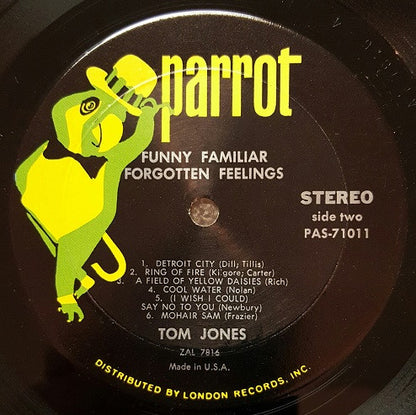 parrot
FUNNY FAMILIAR
FORGOTTEN FEELINGS
STEREO
side two
PAS-71011
1. DETROIT CITY (Dill; Tillis)
2. RING OF FIRE (Kilgore; Carter)
3. A FIELD OF YELLOW DAISIES (Rich)
4. COOL WATER (Nolan)
5. (I WISH I COULD)
SAY NO TO YOU (Newbury)
6. MOHAIR SAM (Frazier)
TOM JONES
ZAL 7816
Made in U.S.A.
DISTRIBUTED BY LONDON RECORDS, INC.